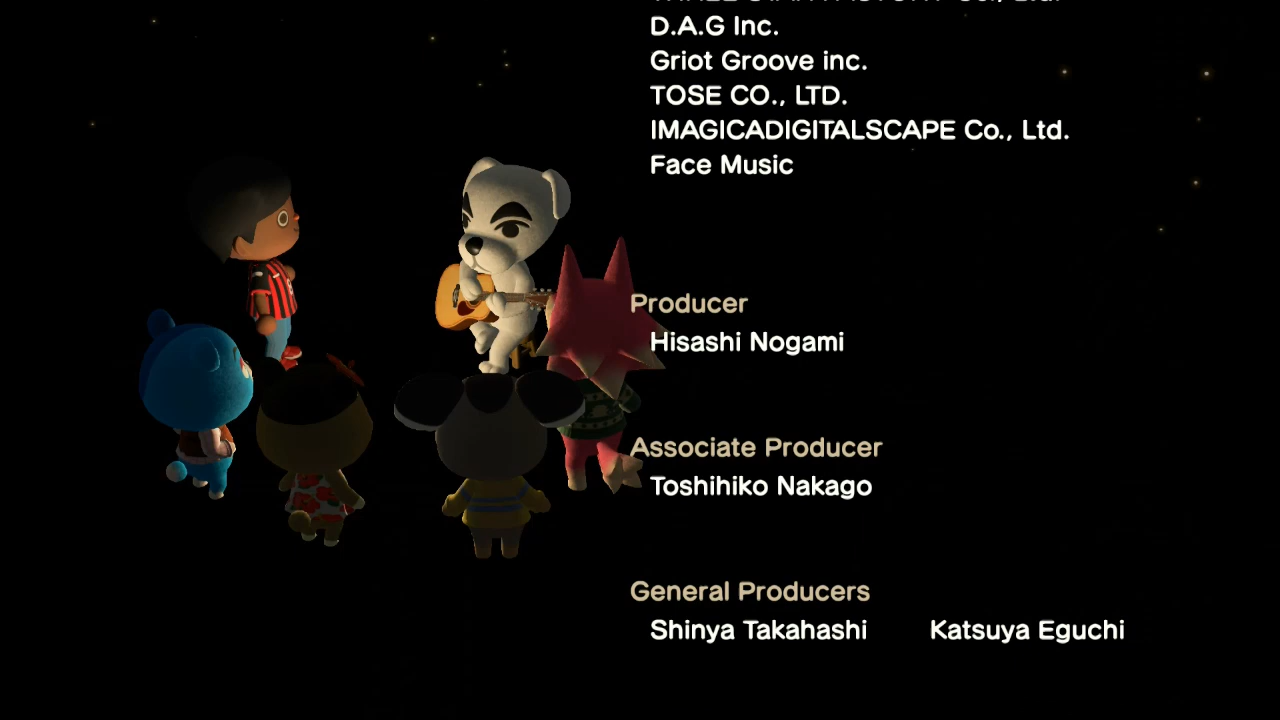 D.A.G Inc.
Griot Groove inc.
TOSE CO., LTD.
IMAGICADIGITALSCAPE Co., Ltd.
Face Music
Producer
Hisashi Nogami
Associate Producer
Toshihiko Nakago
General Producers
Shinya Takahashi Katsuya Eguchi